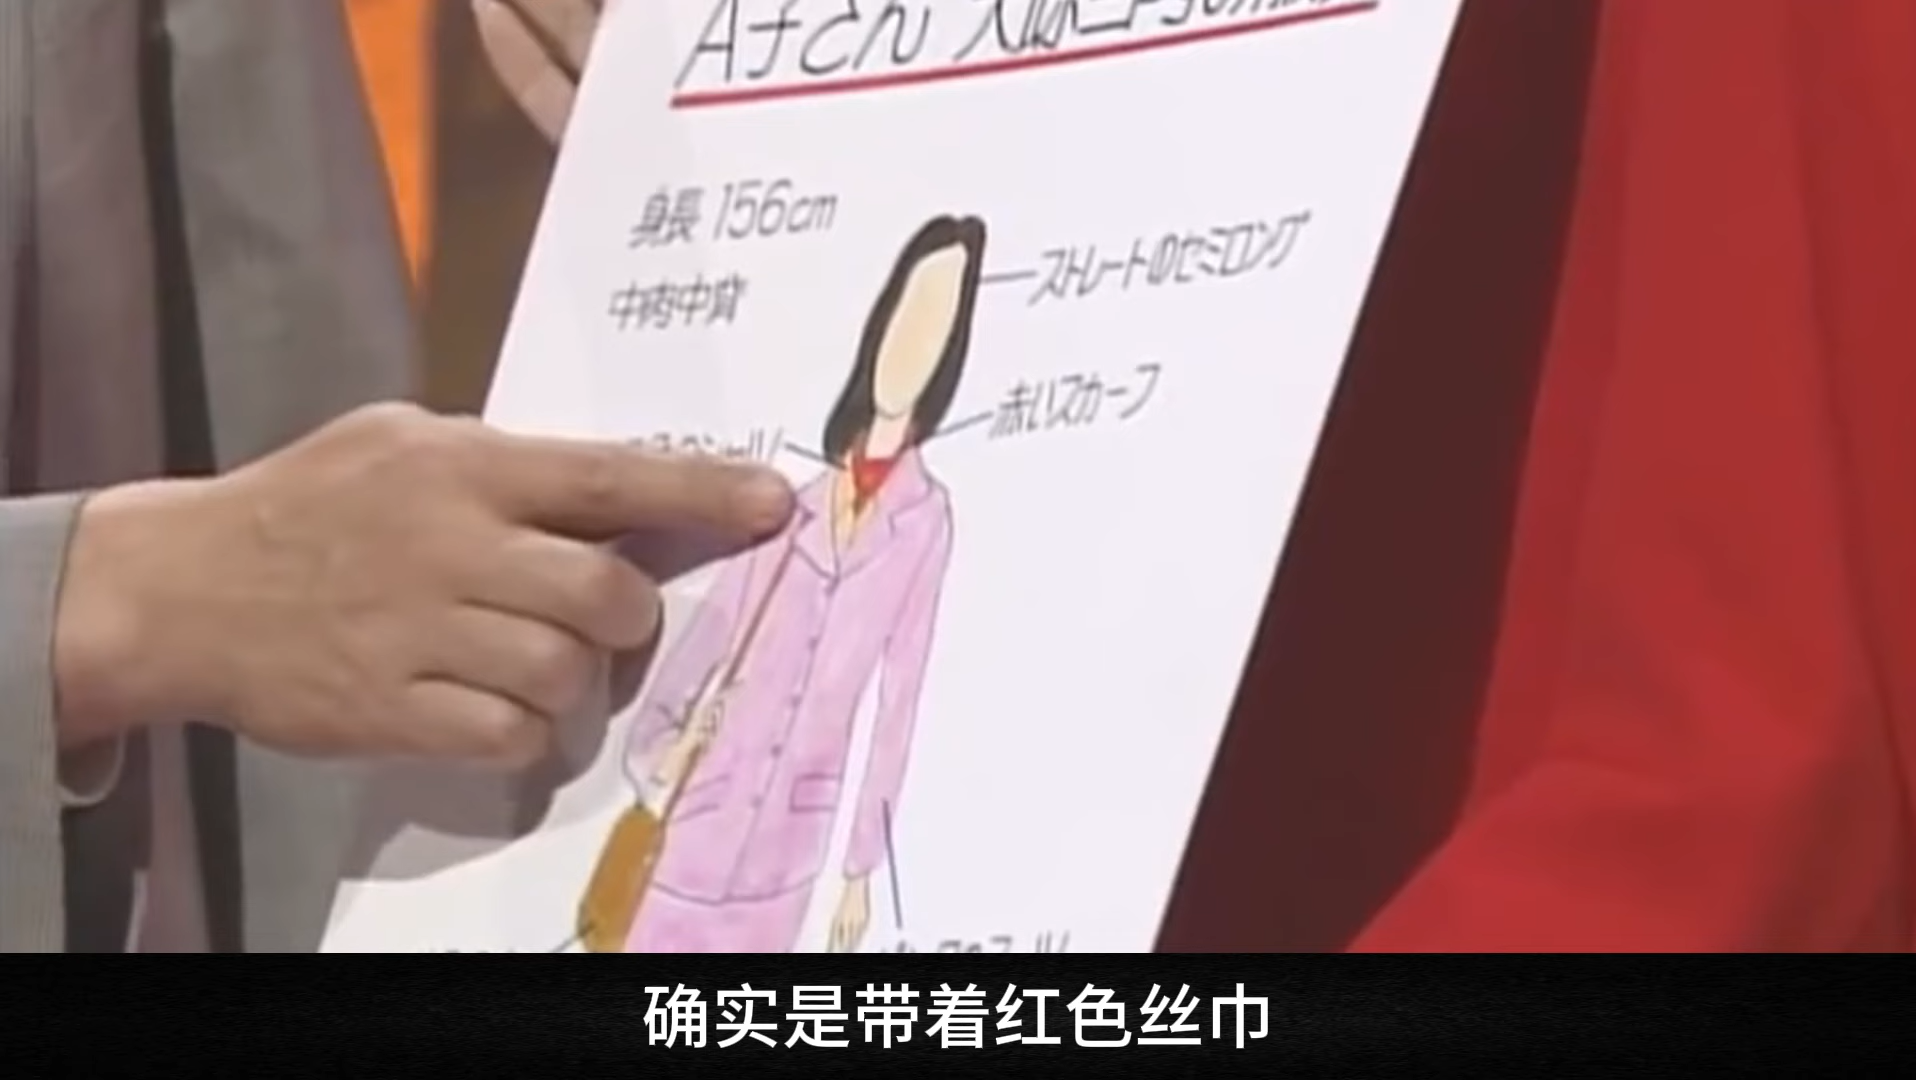 A子さん
身長 156cm
中肉中背
ストレートのセミロング
赤いスカーフ
确实是带着红色丝巾